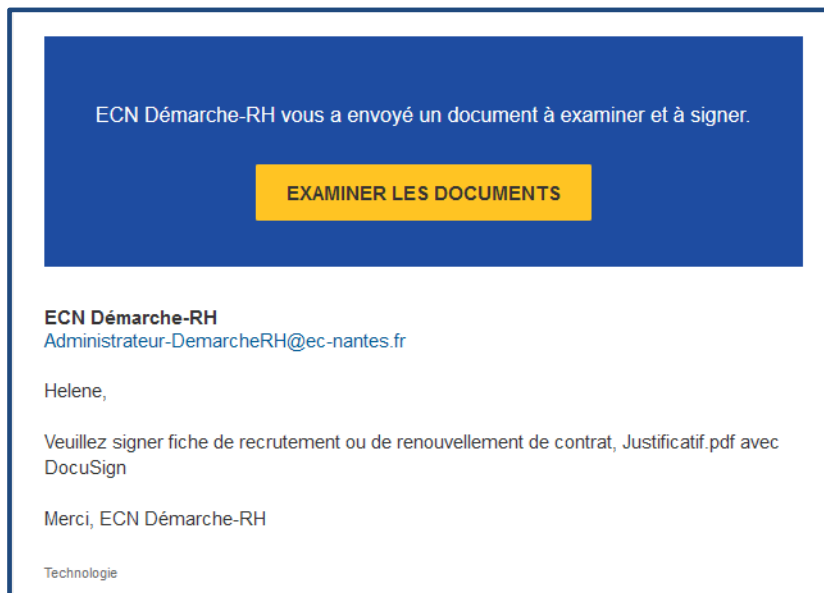 ECN Démarche-RH vous a envoyé un document à examiner et à signer.
EXAMINER LES DOCUMENTS
ECN Démarche-RH
Administrateur-DemarcheRH@ec-nantes.fr
Helene,
Veuillez signer fiche de recrutement ou de renouvellement de contrat, Justificatif.pdf avec
DocuSign
Merci, ECN Démarche-RH
Technologie